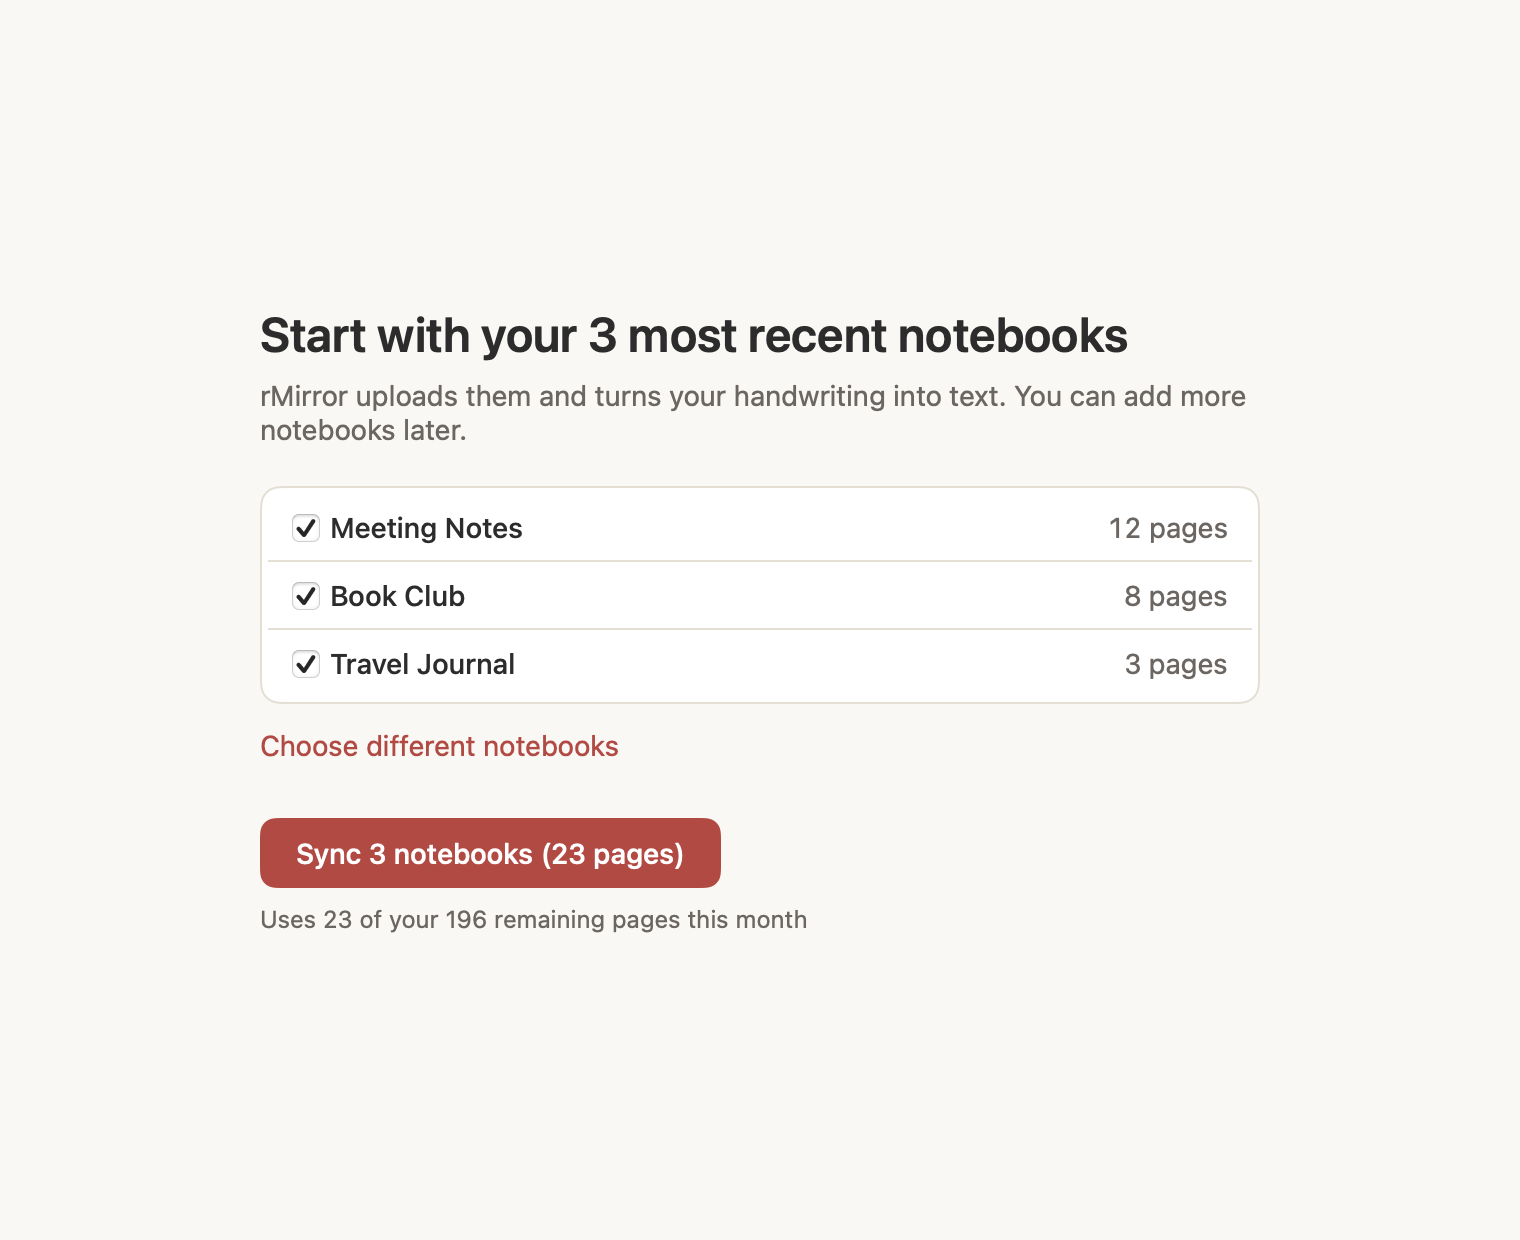 Start with your 3 most recent notebooks
rMirror uploads them and turns your handwriting into text. You can add more
notebooks later.
Meeting Notes 12 pages
Book Club 8 pages
Travel Journal 3 pages
Choose different notebooks
Sync 3 notebooks (23 pages)
Uses 23 of your 196 remaining pages this month